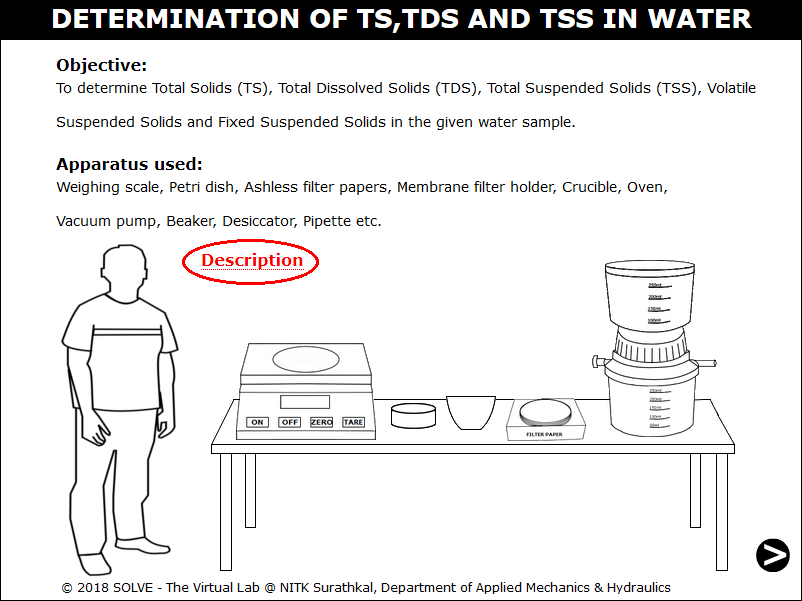 DETERMINATION OF TS,TDS AND TSS IN WATER
Objective:
To determine Total Solids (TS), Total Dissolved Solids (TDS), Total Suspended Solids (TSS), Volatile
Suspended Solids and Fixed Suspended Solids in the given water sample.
Apparatus used:
Weighing scale, Petri dish, Ashless filter papers, Membrane filter holder, Crucible, Oven,
Vacuum pump, Beaker, Desiccator, Pipette etc.
Description
250ml
200ml
150ml
100ml
250ml
200ml
150ml
100ml
50ml
ON OFF ZERO TARE
FILTER PAPER
>
© 2018 SOLVE - The Virtual Lab @ NITK Surathkal, Department of Applied Mechanics & Hydraulics